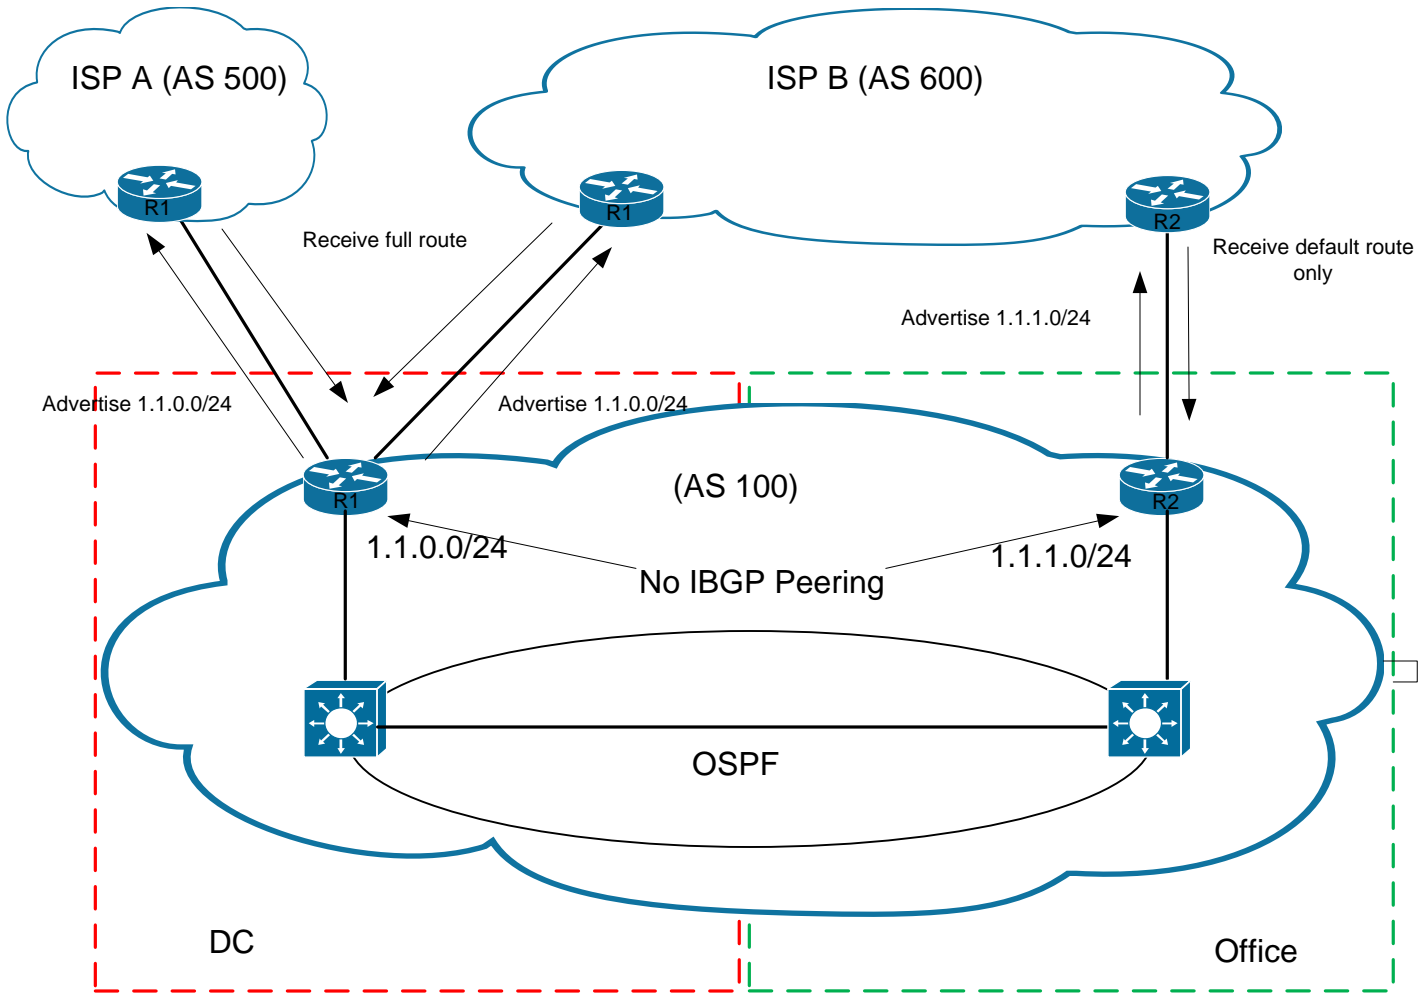 ISP A (AS 500)
ISP B (AS 600)
R1
R1
R2
Receive full route
Receive default route
only
Advertise 1.1.1.0/24
Advertise 1.1.0.0/24
Advertise 1.1.0.0/24
(AS 100)
R1
R2
1.1.0.0/24
1.1.1.0/24
No IBGP Peering
OSPF
DC
Office